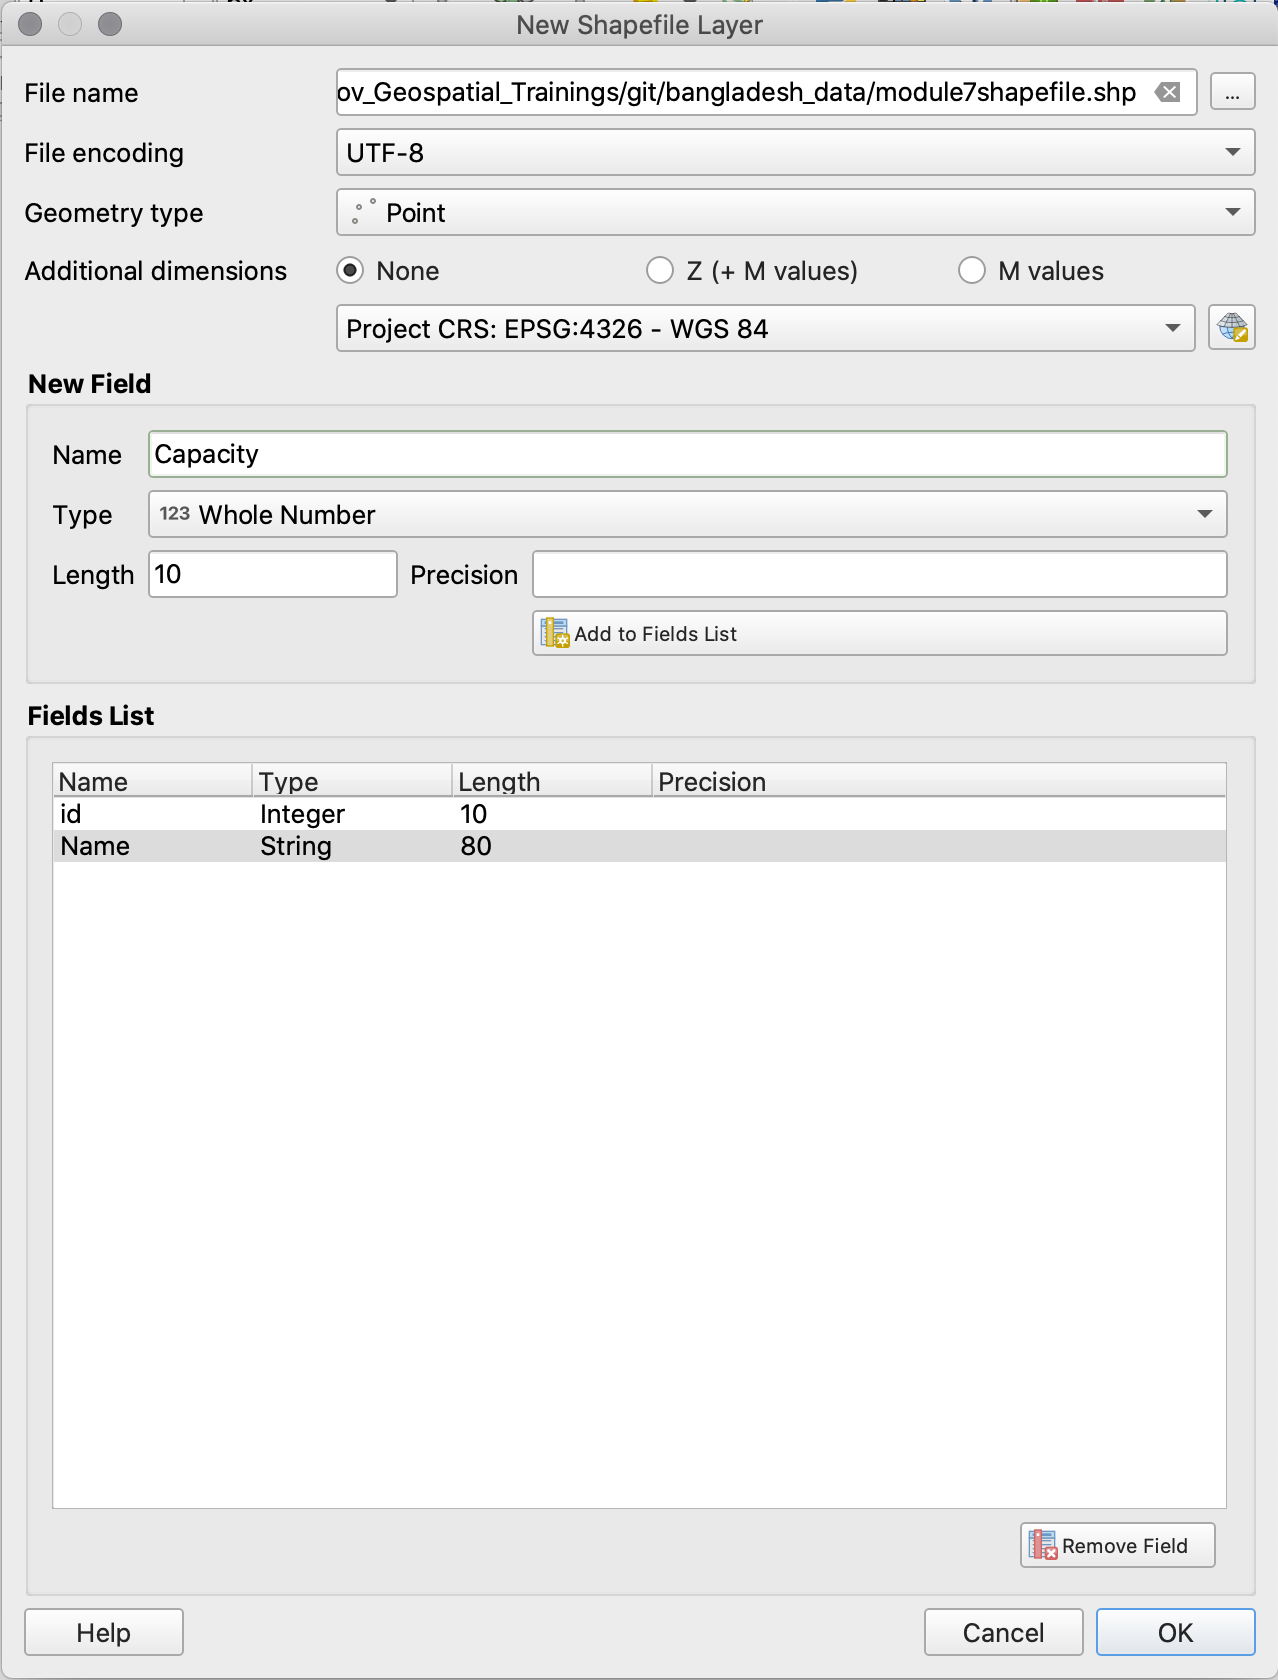 New Shapefile Layer
File name ov_Geospatial_Trainings/git/bangladesh_data/module7shapefile.shp ...
File encoding UTF-8
Geometry type Point
Additional dimensions None Z (+ M values) M values
Project CRS: EPSG:4326 - WGS 84
New Field
Name Capacity
Type 123 Whole Number
Length 10 Precision
Add to Fields List
Fields List
Name Type Length Precision
id Integer 10
Name String 80
Remove Field
Help Cancel OK